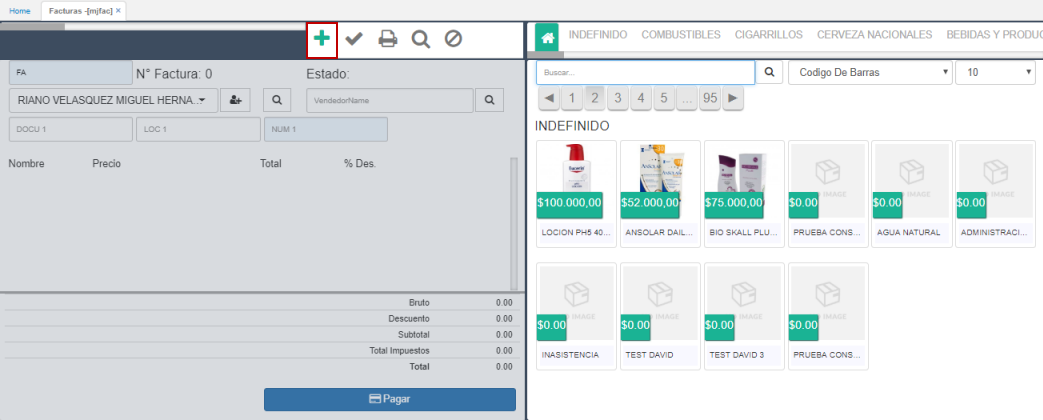 Home Facturas -[mjfac] ×
INDEFINIDO COMBUSTIBLES CIGARRILLOS CERVEZA NACIONALES BEBIDAS Y PRODUC
FA N° Factura: 0 Estado:
RIANO VELASQUEZ MIGUEL HERNA.. VendedorName
DOCU 1 LOC 1 NUM 1
Nombre Precio Total % Des.
Bruto 0.00
Descuento 0.00
Subtotal 0.00
Total Impuestos 0.00
Total 0.00
Pagar
Buscar... Codigo De Barras 10
1 2 3 4 5 ... 95
INDEFINIDO
Eucerin
$100.000,00 $52.000,00 $75.000,00 $0.00 $0.00 $0.00
IMAGE IMAGE IMAGE
LOCION PH5 40... ANSOLAR DAIL... BIO SKALL PLU... PRUEBA CONS... AGUA NATURAL ADMINISTRACI...
IMAGE IMAGE IMAGE IMAGE
$0.00 $0.00 $0.00 $0.00
INASISTENCIA TEST DAVID TEST DAVID 3 PRUEBA CONS...